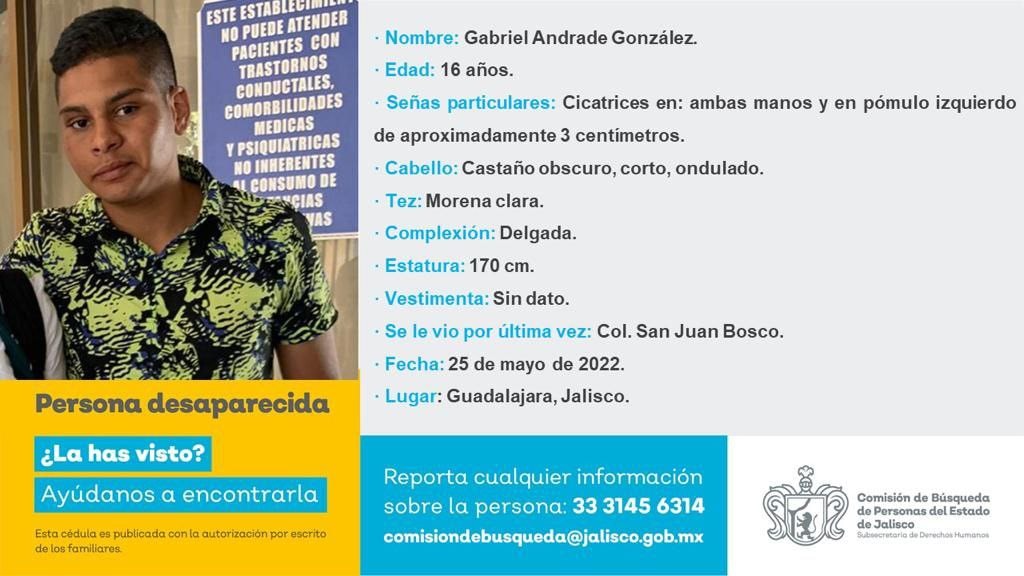 ESTE ESTABLECIMIENT
NO PUEDE ATENDER
PACIENTES CON
TRASTORNOS
CONDUCTALES,
COMORBILIDADES
MEDICAS
Y PSIQUIATRICAS
NO INHERENTES
AL CONSUMO DE
· Nombre: Gabriel Andrade González.
· Edad: 16 años.
· Señas particulares: Cicatrices en: ambas manos y en pómulo izquierdo
de aproximadamente 3 centímetros.
· Cabello: Castaño obscuro, corto, ondulado.
· Tez: Morena clara.
· Complexión: Delgada.
· Estatura: 170 cm.
· Vestimenta: Sin dato.
· Se le vio por última vez: Col. San Juan Bosco.
· Fecha: 25 de mayo de 2022.
· Lugar: Guadalajara, Jalisco.
Persona desaparecida
¿La has visto?
Ayúdanos a encontrarla
Esta cédula es publicada con la autorización por escrito
de los familiares.
Reporta cualquier información
sobre la persona: 33 3145 6314
comisiondebusqueda@jalisco.gob.mx
Comisión de Búsqueda
de Personas del Estado
de Jalisco
Subsecretaría de Derechos Humanos